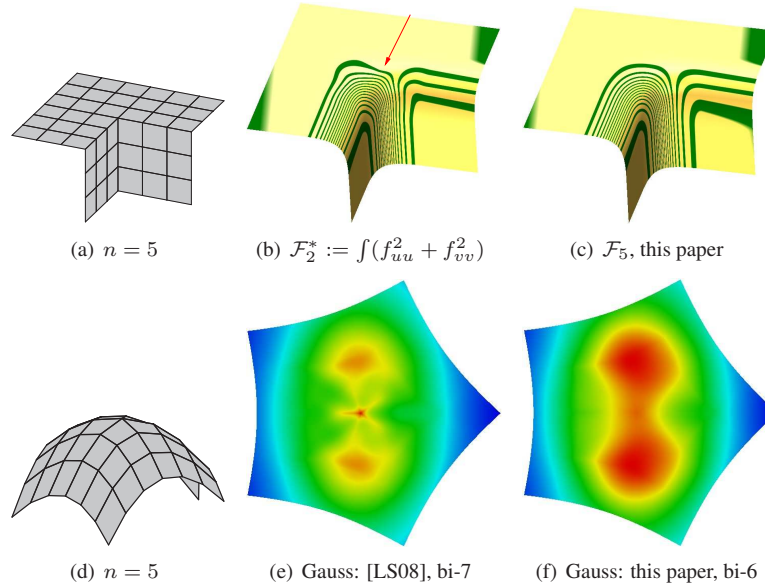 (a) n = 5
(b) F₂* := ∫(f²ᵤᵤ + f²ᵥᵥ)
(c) F₅, this paper
(d) n = 5
(e) Gauss: [LS08], bi-7
(f) Gauss: this paper, bi-6